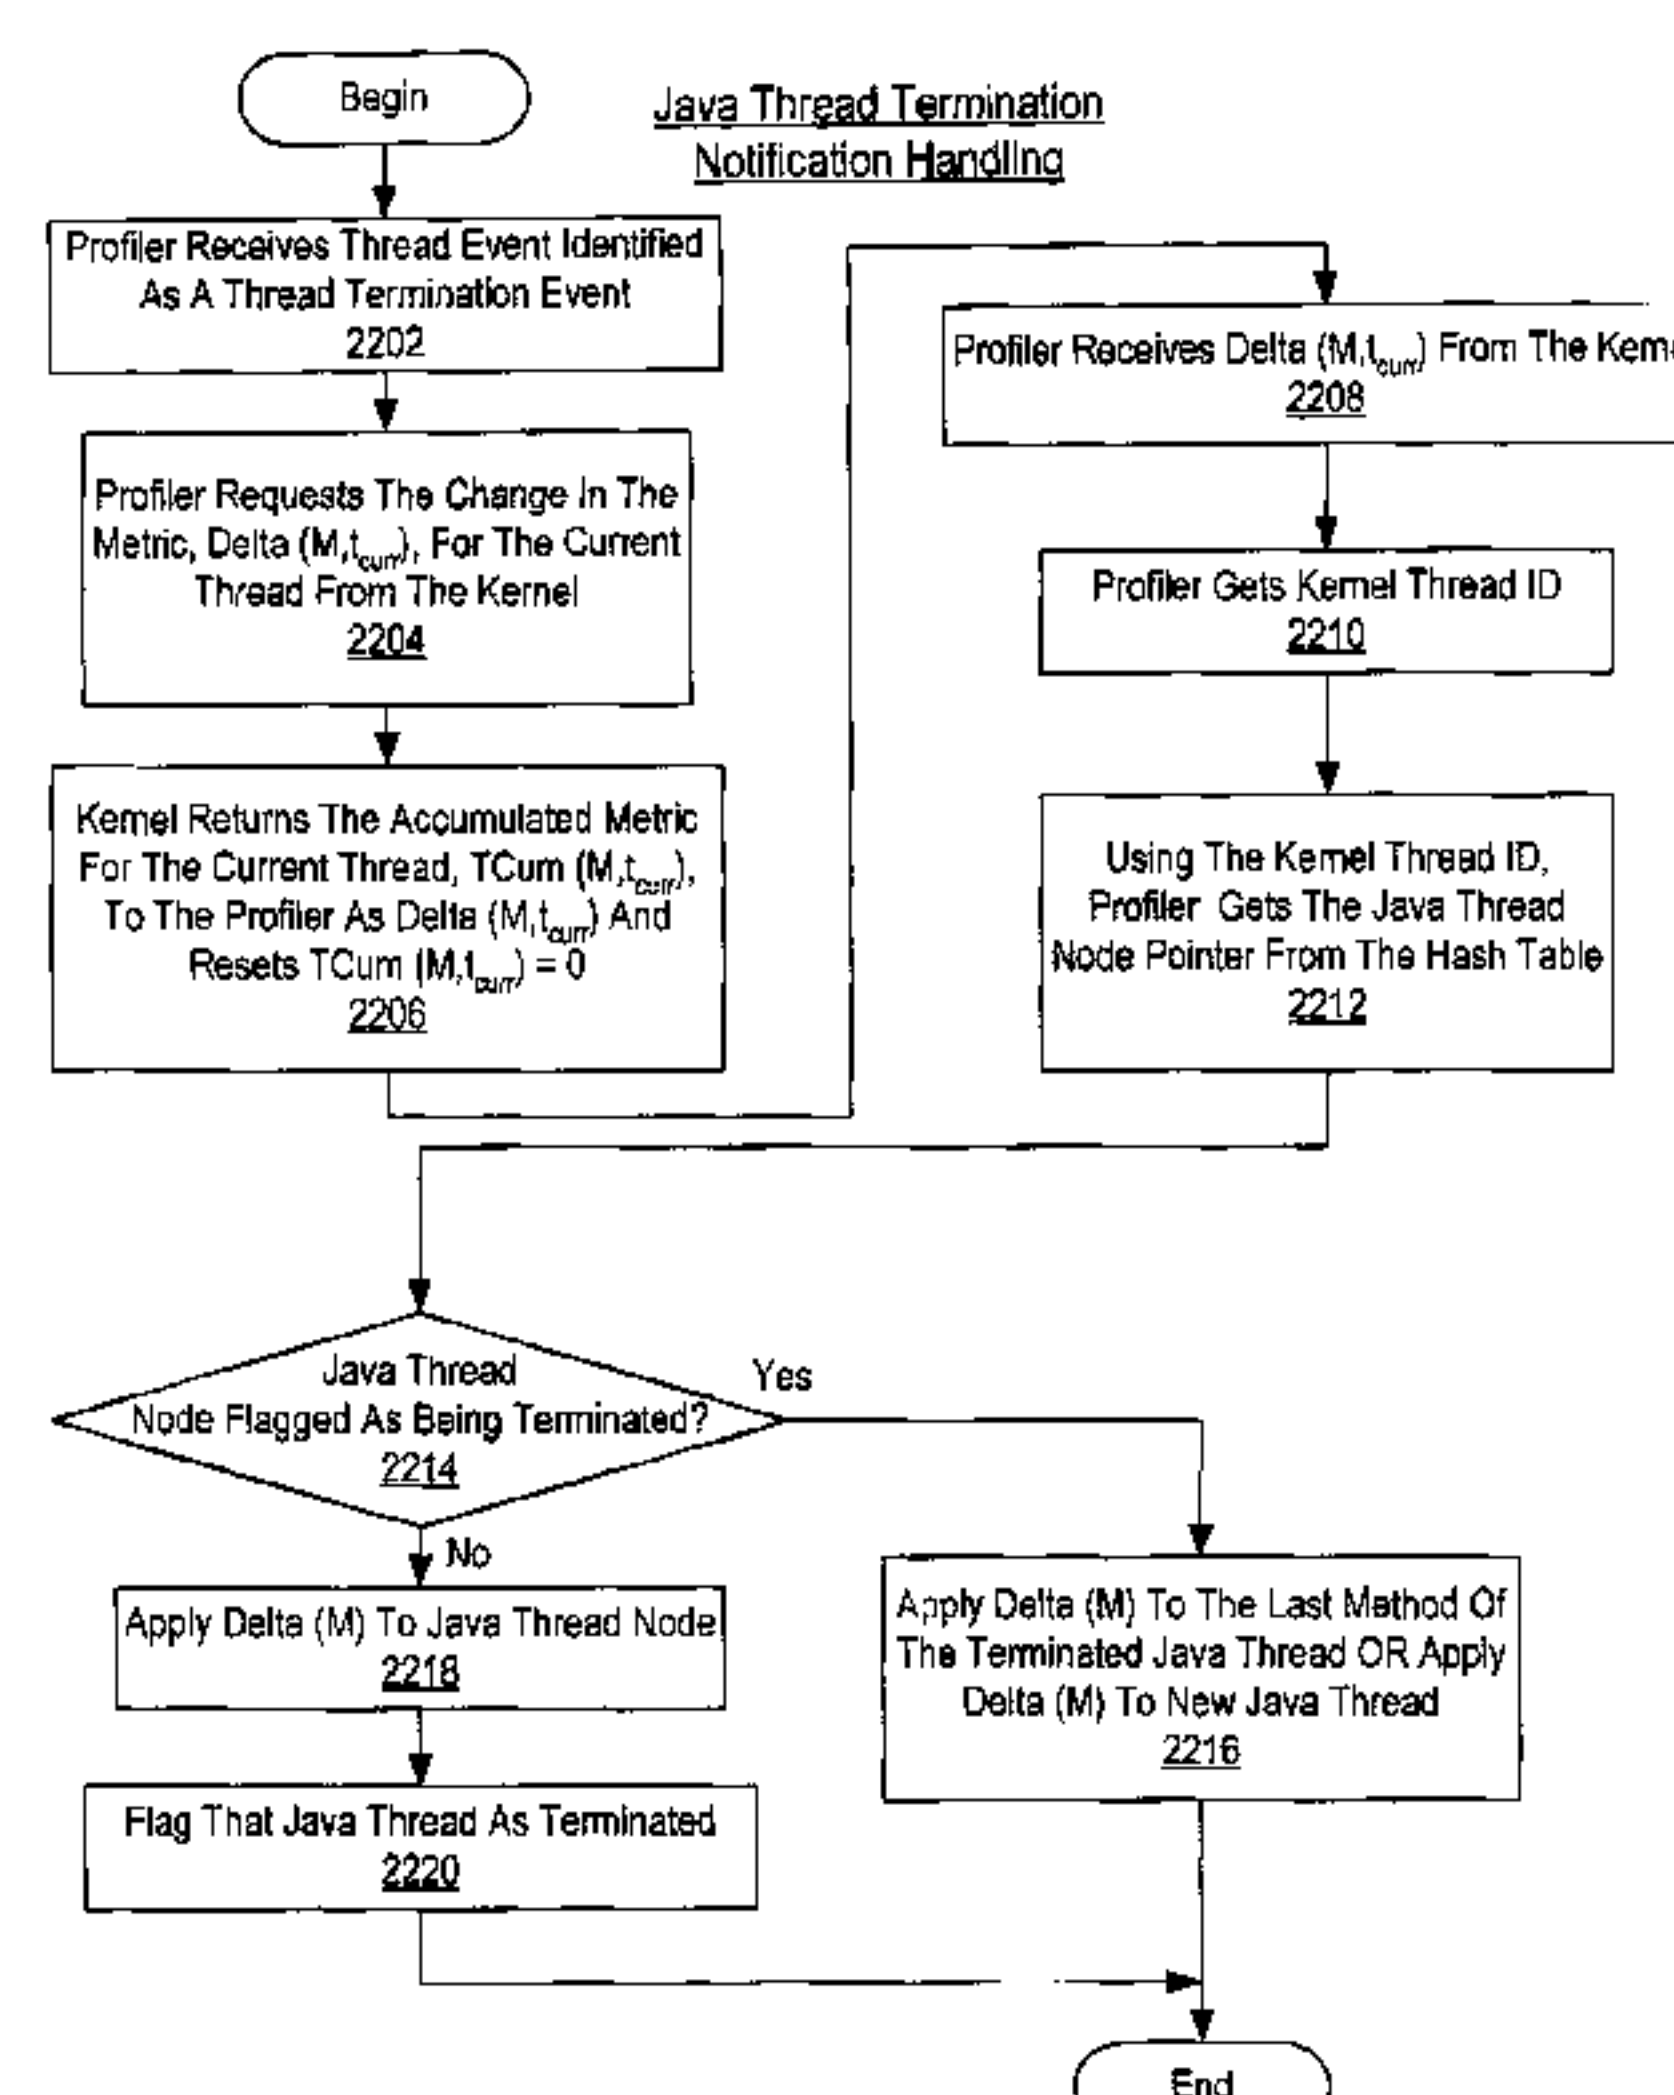 Begin
Java Thread Termination
Notification Handling
Profiler Receives Thread Event Identified
As A Thread Termination Event
2202
Profiler Requests The Change In The
Metric, Delta (M,tcurr), For The Current
Thread From The Kernel
2204
Kernel Returns The Accumulated Metric
For The Current Thread, TCum (M,tcurr),
To The Profiler As Delta (M,tcurr) And
Resets TCum (M,tcurr) = 0
2206
Profiler Receives Delta (M,tcurr) From The
2208
Profiler Gets Kernel Thread ID
2210
Using The Kernel Thread ID,
Profiler Gets The Java Thread
Node Pointer From The Hash Table
2212
Java Thread
Node Flagged As Being Terminated?
2214
Yes
No
Apply Delta (M) To Java Thread Node
2218
Flag That Java Thread As Terminated
2220
Apply Delta (M) To The Last Method Of
The Terminated Java Thread OR Apply
Delta (M) To New Java Thread
2216
End